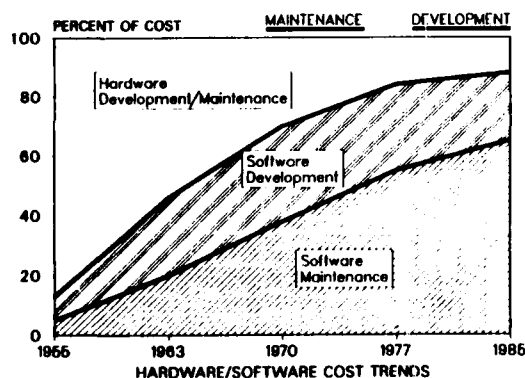 PERCENT OF COST
MAINTENANCE
DEVELOPMENT
100
Hardware
Development/Maintenance
80
60
Software
Development
40
Software
Maintenance
20
0
1966 1963 1970 1977 1985
HARDWARE/SOFTWARE COST TRENDS